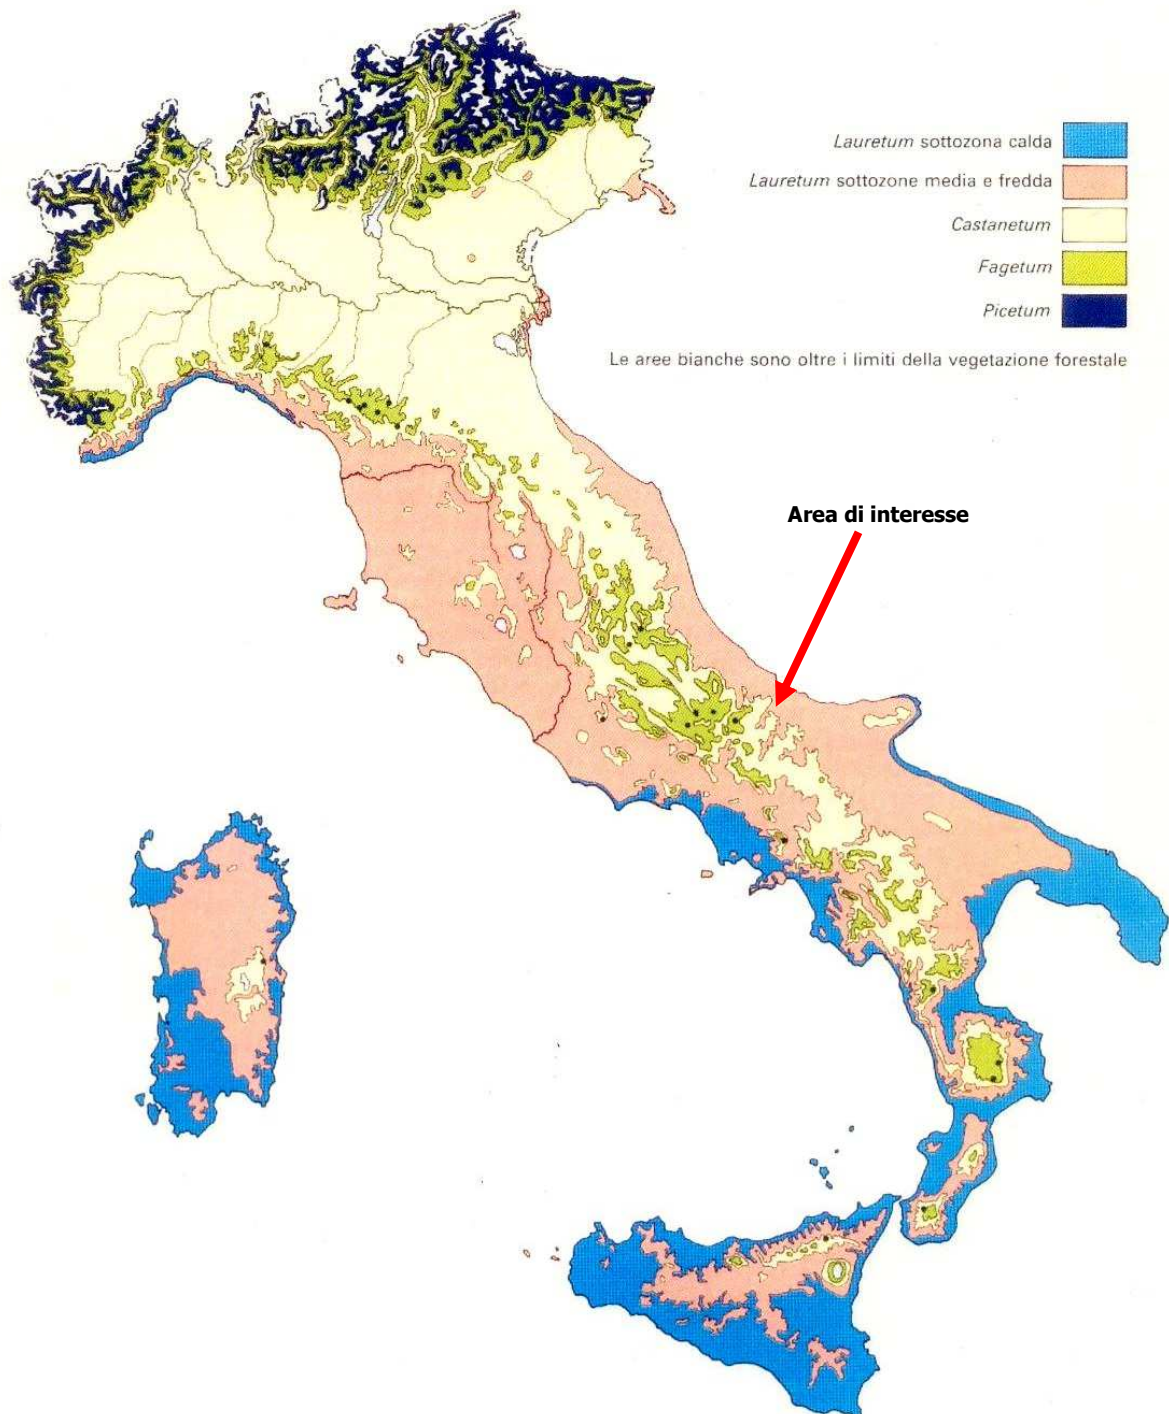 Lauretum sottozona calda
Lauretum sottozone media e fredda
Castanetum
Fagetum
Picetum
Le aree bianche sono oltre i limiti della vegetazione forestale
Area di interesse